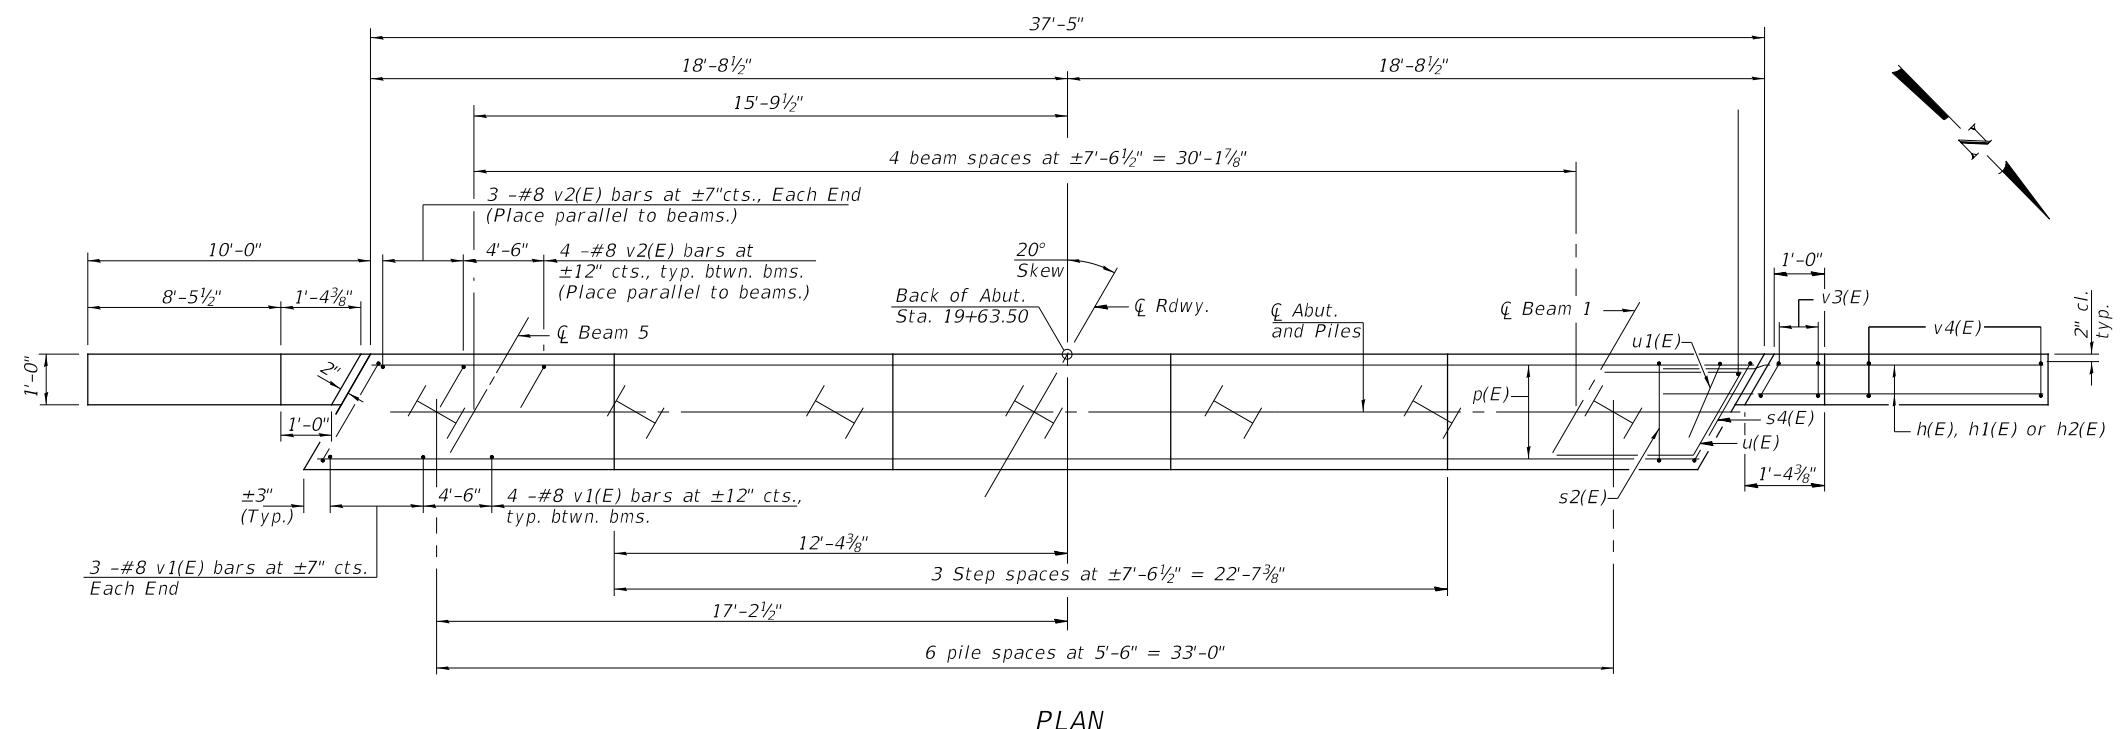 37'-5"
18'-8½"
18'-8½"
15'-9½"
4 beam spaces at ±7'-6½" = 30'-1⅞"
3 -#8 v2(E) bars at ±7"cts., Each End
(Place parallel to beams.)
10'-0"
4'-6"
4 -#8 v2(E) bars at
±12" cts., typ. btwn. bms.
(Place parallel to beams.)
20°
Skew
1'-0"
8'-5½"
1'-4⅜"
Back of Abut.
Sta. 19+63.50
℄ Rdwy.
℄ Abut.
and Piles
℄ Beam 1
v3(E)
2" cl.
typ.
℄ Beam 5
u1(E)
v4(E)
N
1'-0"
2"
p(E)
1'-0"
s4(E)
u(E)
h(E), h1(E) or h2(E)
1'-4⅜"
±3"
(Typ.)
4'-6"
4 -#8 v1(E) bars at ±12" cts.,
typ. btwn. bms.
s2(E)
12'-4⅜"
3 -#8 v1(E) bars at ±7" cts.
Each End
3 Step spaces at ±7'-6½" = 22'-7⅜"
17'-2½"
6 pile spaces at 5'-6" = 33'-0"
PLAN